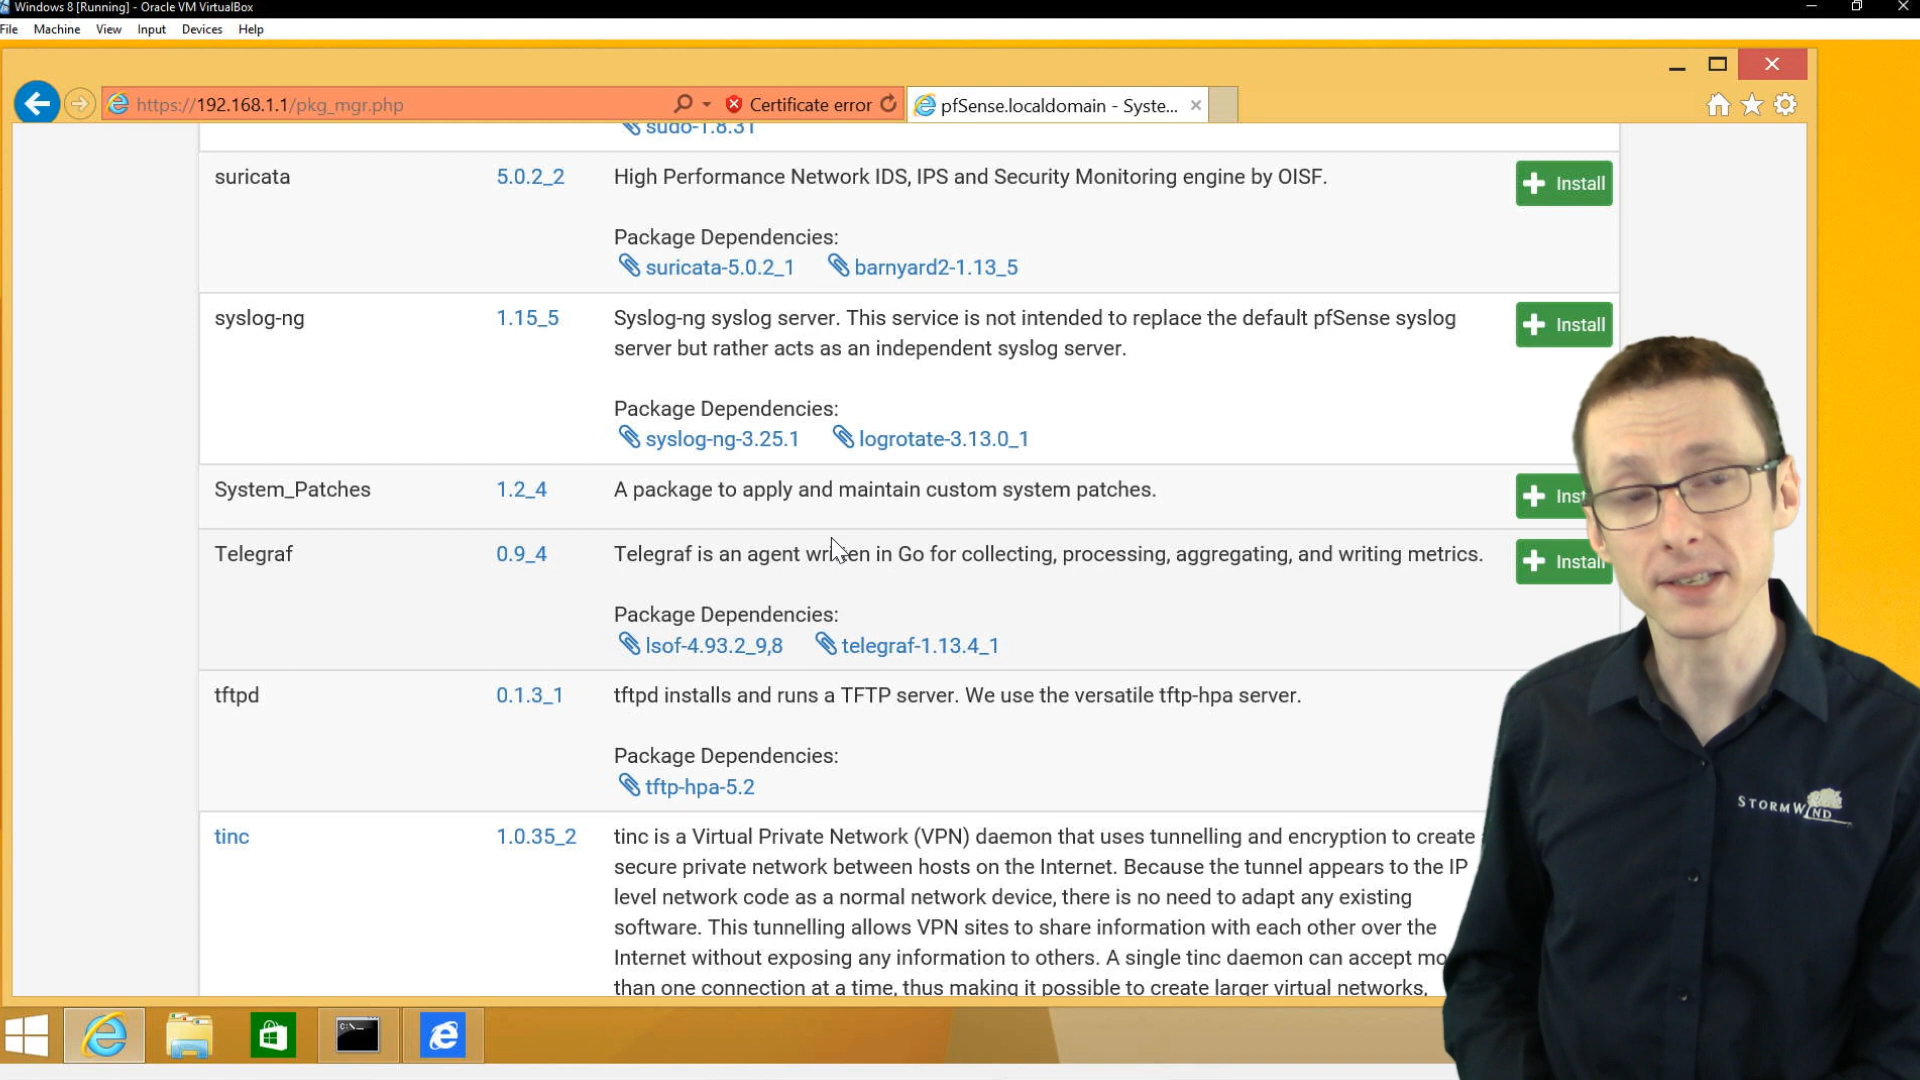 Windows 8 [Running] - Oracle VM VirtualBox
File Machine View Input Devices Help
https://192.168.1.1/pkg_mgr.php Certificate error pfSense.localdomain - Syste...
sudo-1.8.31
suricata 5.0.2_2 High Performance Network IDS, IPS and Security Monitoring engine by OISF. Install
Package Dependencies:
suricata-5.0.2_1 barnyard2-1.13_5
syslog-ng 1.15_5 Syslog-ng syslog server. This service is not intended to replace the default pfSense syslog Install
server but rather acts as an independent syslog server.
Package Dependencies:
syslog-ng-3.25.1 logrotate-3.13.0_1
System_Patches 1.2_4 A package to apply and maintain custom system patches. Inst
Telegraf 0.9_4 Telegraf is an agent written in Go for collecting, processing, aggregating, and writing metrics. Install
Package Dependencies:
lsof-4.93.2_9,8 telegraf-1.13.4_1
tftpd 0.1.3_1 tftpd installs and runs a TFTP server. We use the versatile tftp-hpa server.
Package Dependencies:
tftp-hpa-5.2
tinc 1.0.35_2 tinc is a Virtual Private Network (VPN) daemon that uses tunnelling and encryption to create
secure private network between hosts on the Internet. Because the tunnel appears to the IP
level network code as a normal network device, there is no need to adapt any existing
software. This tunnelling allows VPN sites to share information with each other over the
Internet without exposing any information to others. A single tinc daemon can accept mo
than one connection at a time, thus making it possible to create larger virtual networks,
C:\_
STORMWIND